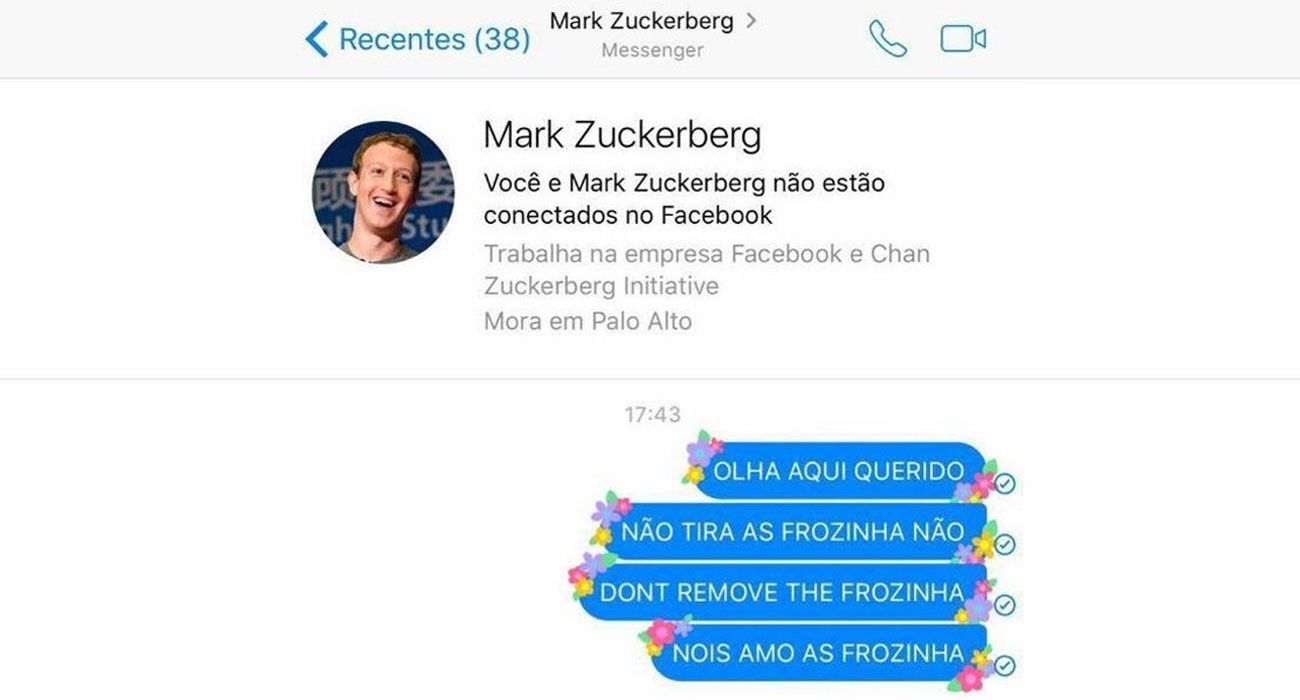 Recentes (38)
Mark Zuckerberg
Messenger
Mark Zuckerberg
Você e Mark Zuckerberg não estão
conectados no Facebook
Trabalha na empresa Facebook e Chan
Zuckerberg Initiative
Mora em Palo Alto
17:43
OLHA AQUI QUERIDO
NÃO TIRA AS FROZINHA NÃO
DONT REMOVE THE FROZINHA
NOIS AMO AS FROZINHA